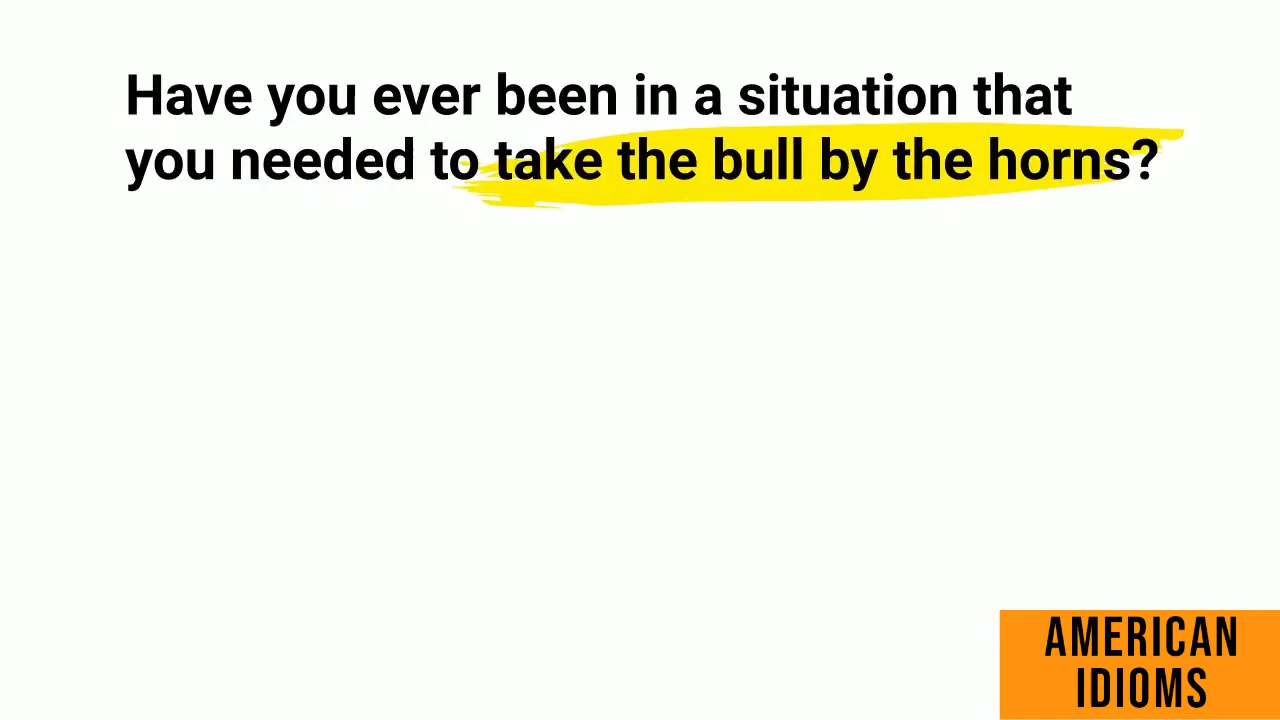 Have you ever been in a situation that
you needed to take the bull by the horns?
AMERICAN
IDIOMS